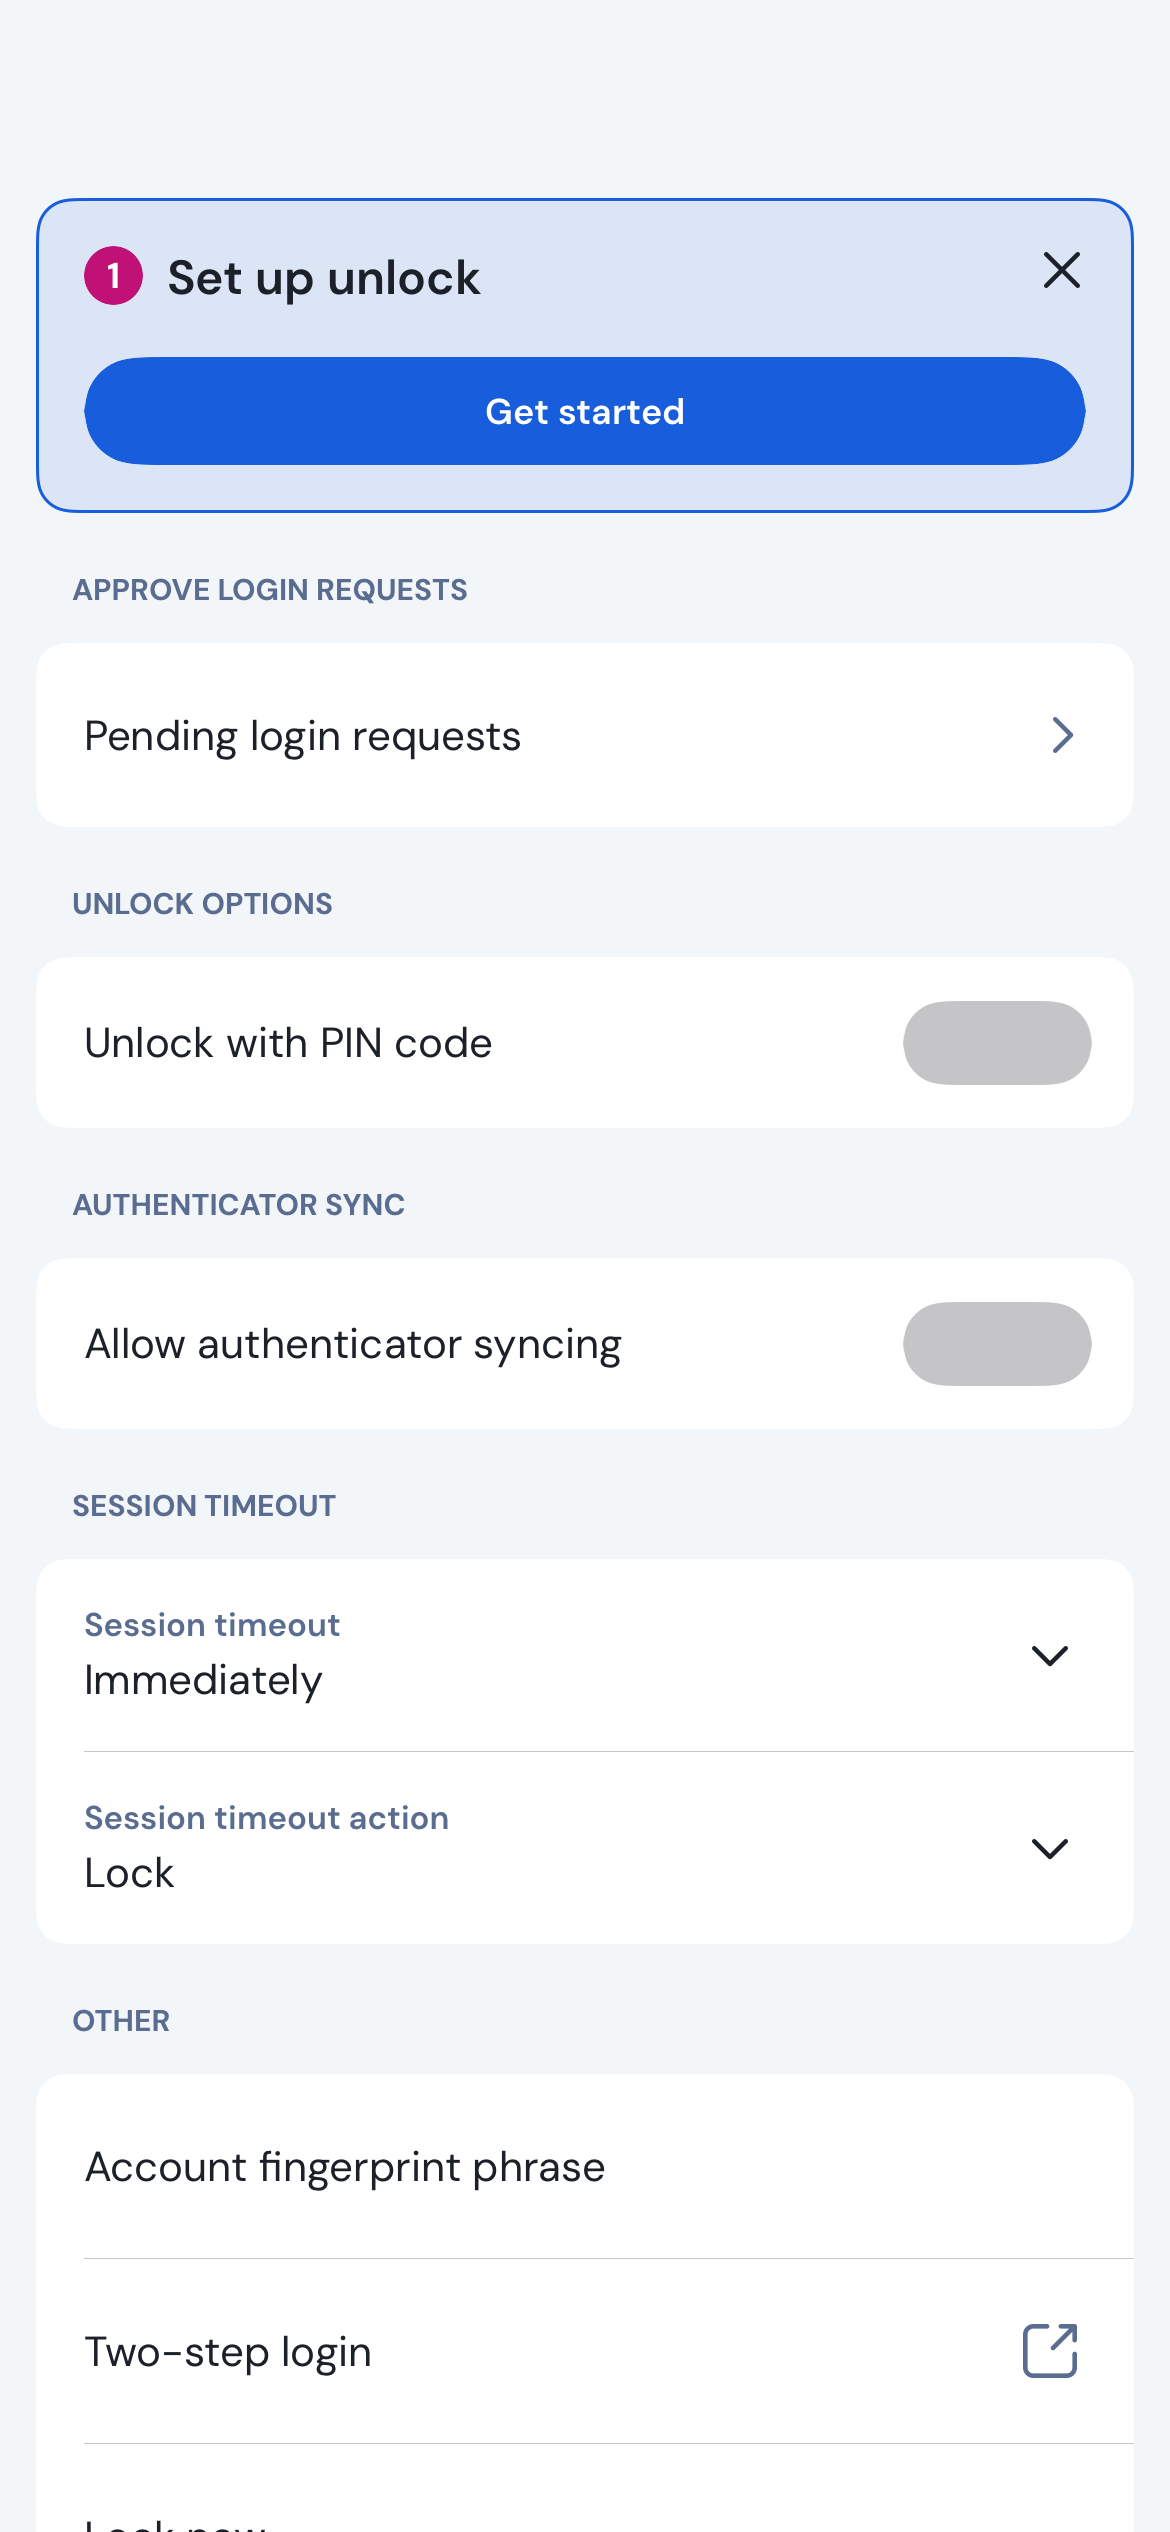 1 Set up unlock
Get started
APPROVE LOGIN REQUESTS
Pending login requests
UNLOCK OPTIONS
Unlock with PIN code
AUTHENTICATOR SYNC
Allow authenticator syncing
SESSION TIMEOUT
Session timeout
Immediately
Session timeout action
Lock
OTHER
Account fingerprint phrase
Two-step login
Lock now